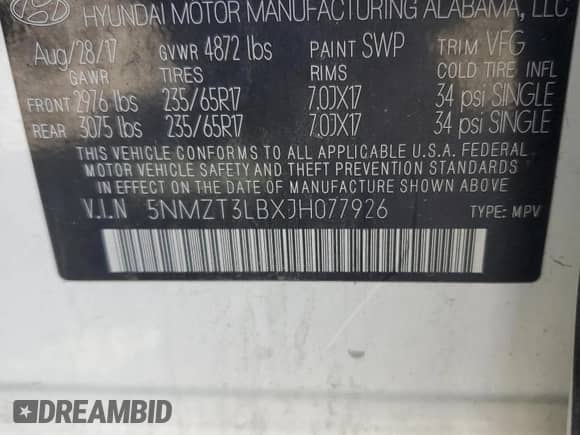 HYUNDAI MOTOR MANUFACTURING ALABAMA, LLC
Aug/28/17 GVWR 4872 lbs PAINT SWP TRIM VFG
GAWR TIRES RIMS COLD TIRE INFL
FRONT 2976 lbs 235/65R17 7.0JX17 34 psi SINGLE
REAR 3075 lbs 235/65R17 7.0JX17 34 psi SINGLE
THIS VEHICLE CONFORMS TO ALL APPLICABLE U.S.A. FEDERAL
MOTOR VEHICLE SAFETY AND THEFT PREVENTION STANDARDS
IN EFFECT ON THE DATE OF MANUFACTURE SHOWN ABOVE.
V.I.N 5NMZT3LBXJH077926 TYPE: MPV
DREAMBID